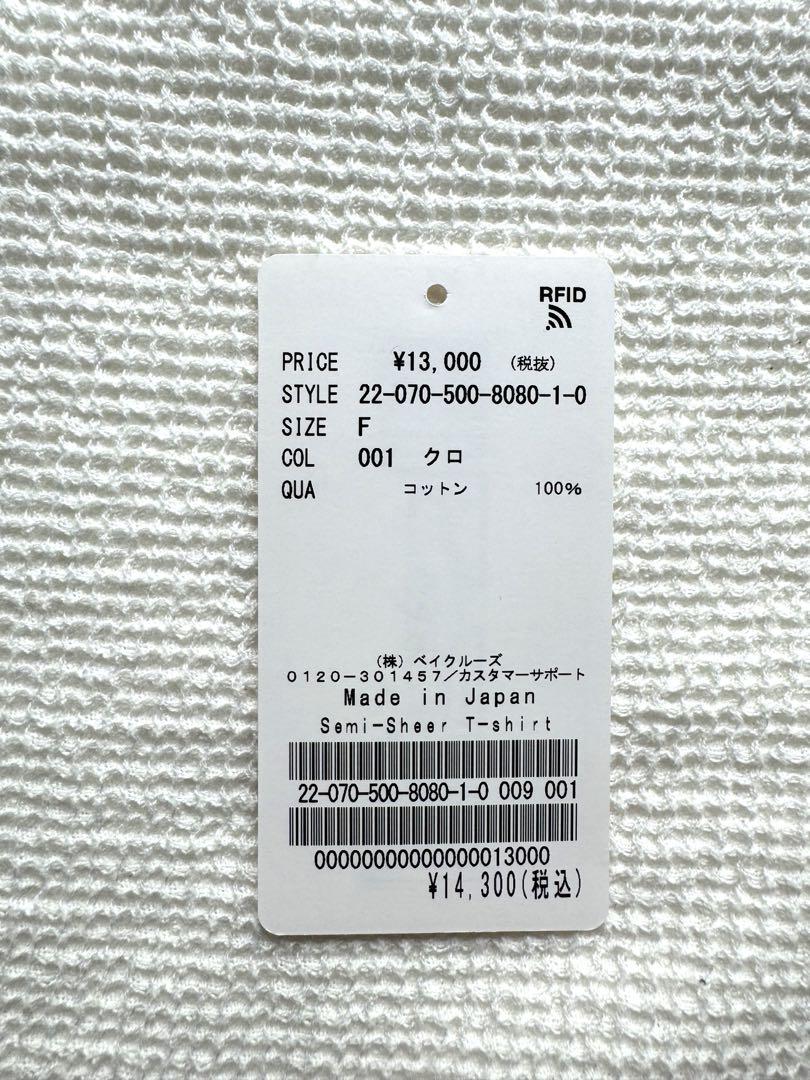 RFID
PRICE ¥13,000 (税抜)
STYLE 22-070-500-8080-1-0
SIZE F
COL 001 クロ
QUA コットン 100%
(株) ベイクルーズ
0120-301457/カスタマーサポート
Made in Japan
Semi-Sheer T-shirt
22-070-500-8080-1-0 009 001
00000000000000013000
¥14,300(税込)